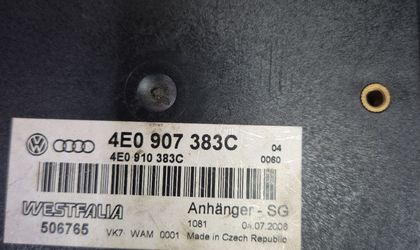 4E0 907 383C 04
4E0 910 383C 0060
WESTFALIA Anhänger - SG
506765 1081 04.07.2006
VK7 WAM 0001 Made in Czech Republic